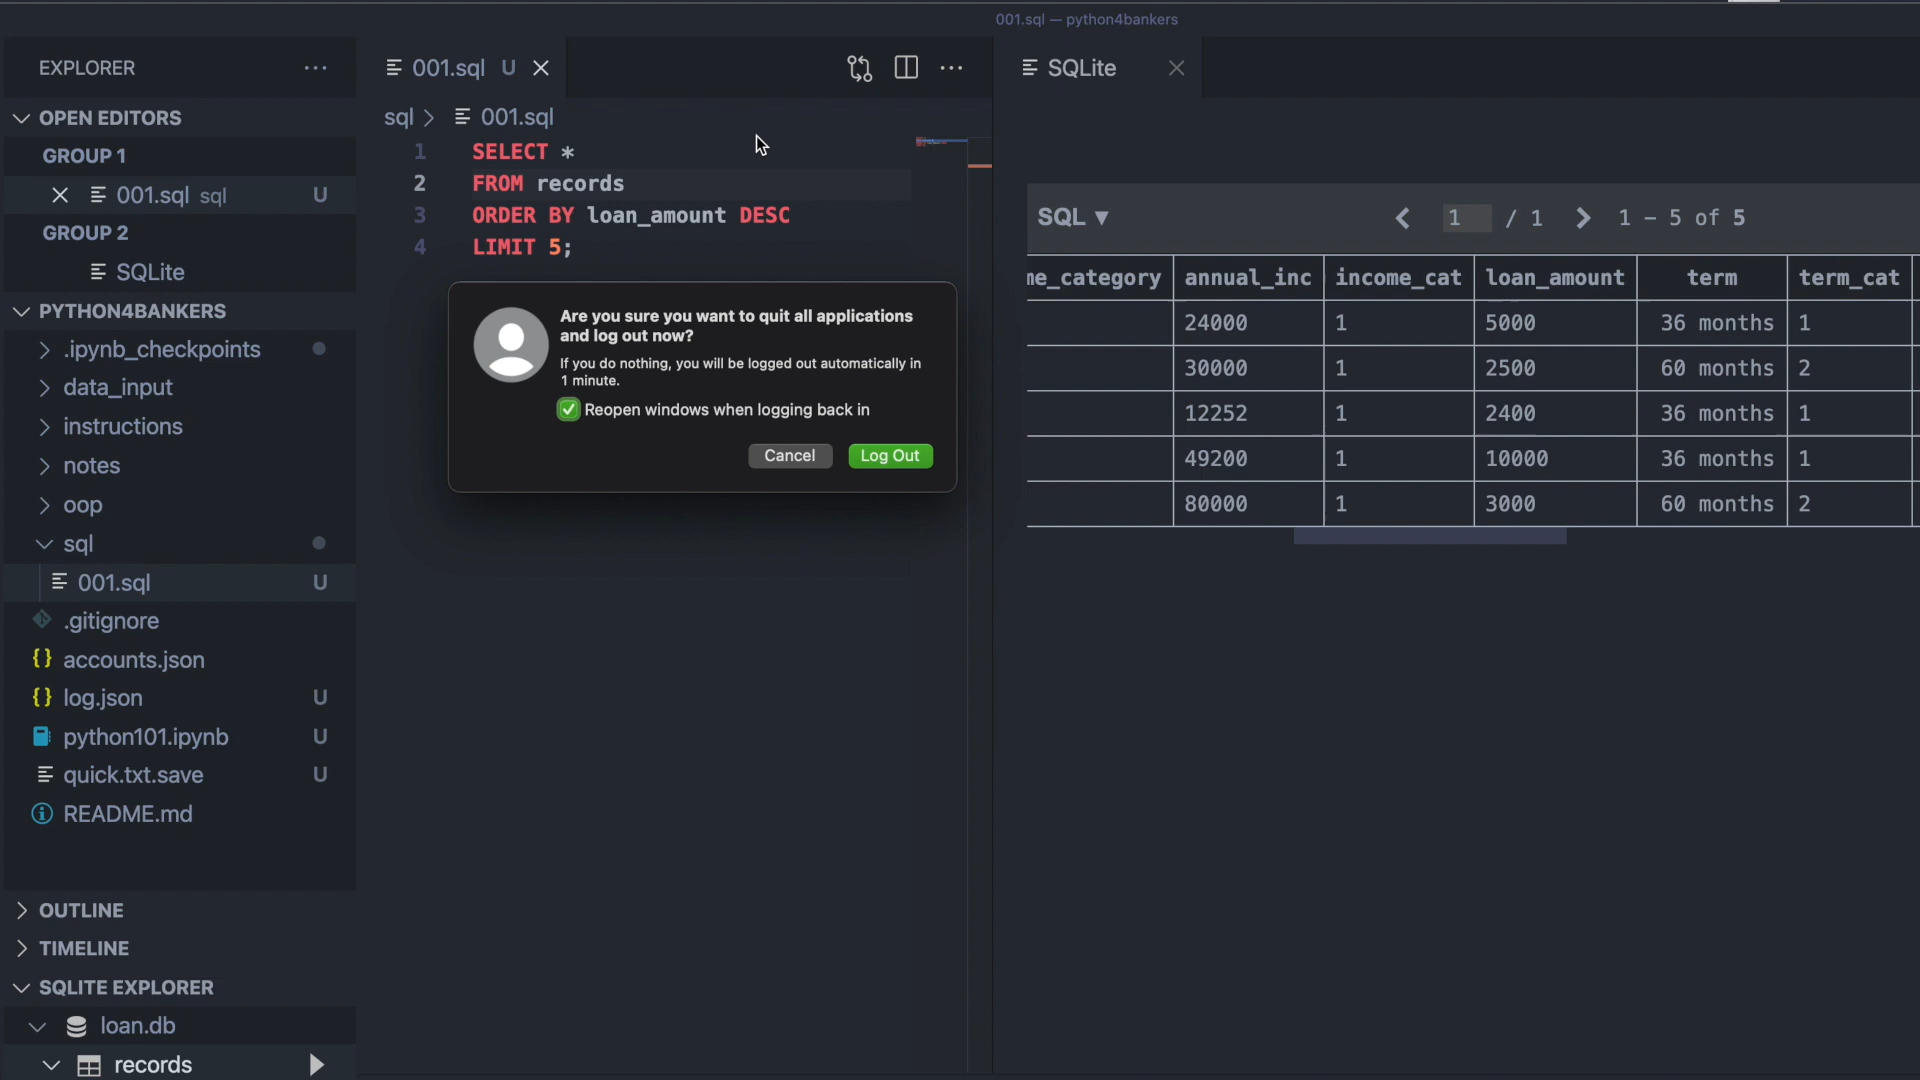 001.sql — python4bankers
EXPLORER
OPEN EDITORS
GROUP 1
001.sql sql U
GROUP 2
SQLite
PYTHON4BANKERS
.ipynb_checkpoints
data_input
instructions
notes
oop
sql
001.sql U
.gitignore
accounts.json
log.json U
python101.ipynb U
quick.txt.save U
README.md
OUTLINE
TIMELINE
SQLITE EXPLORER
loan.db
records
001.sql U
sql > 001.sql
1 SELECT *
2 FROM records
3 ORDER BY loan_amount DESC
4 LIMIT 5;
Are you sure you want to quit all applications
and log out now?
If you do nothing, you will be logged out automatically in
1 minute.
Reopen windows when logging back in
Cancel Log Out
SQLite
SQL ▼ < 1 / 1 > 1 – 5 of 5
me_category annual_inc income_cat loan_amount term term_cat
24000 1 5000 36 months 1
30000 1 2500 60 months 2
12252 1 2400 36 months 1
49200 1 10000 36 months 1
80000 1 3000 60 months 2